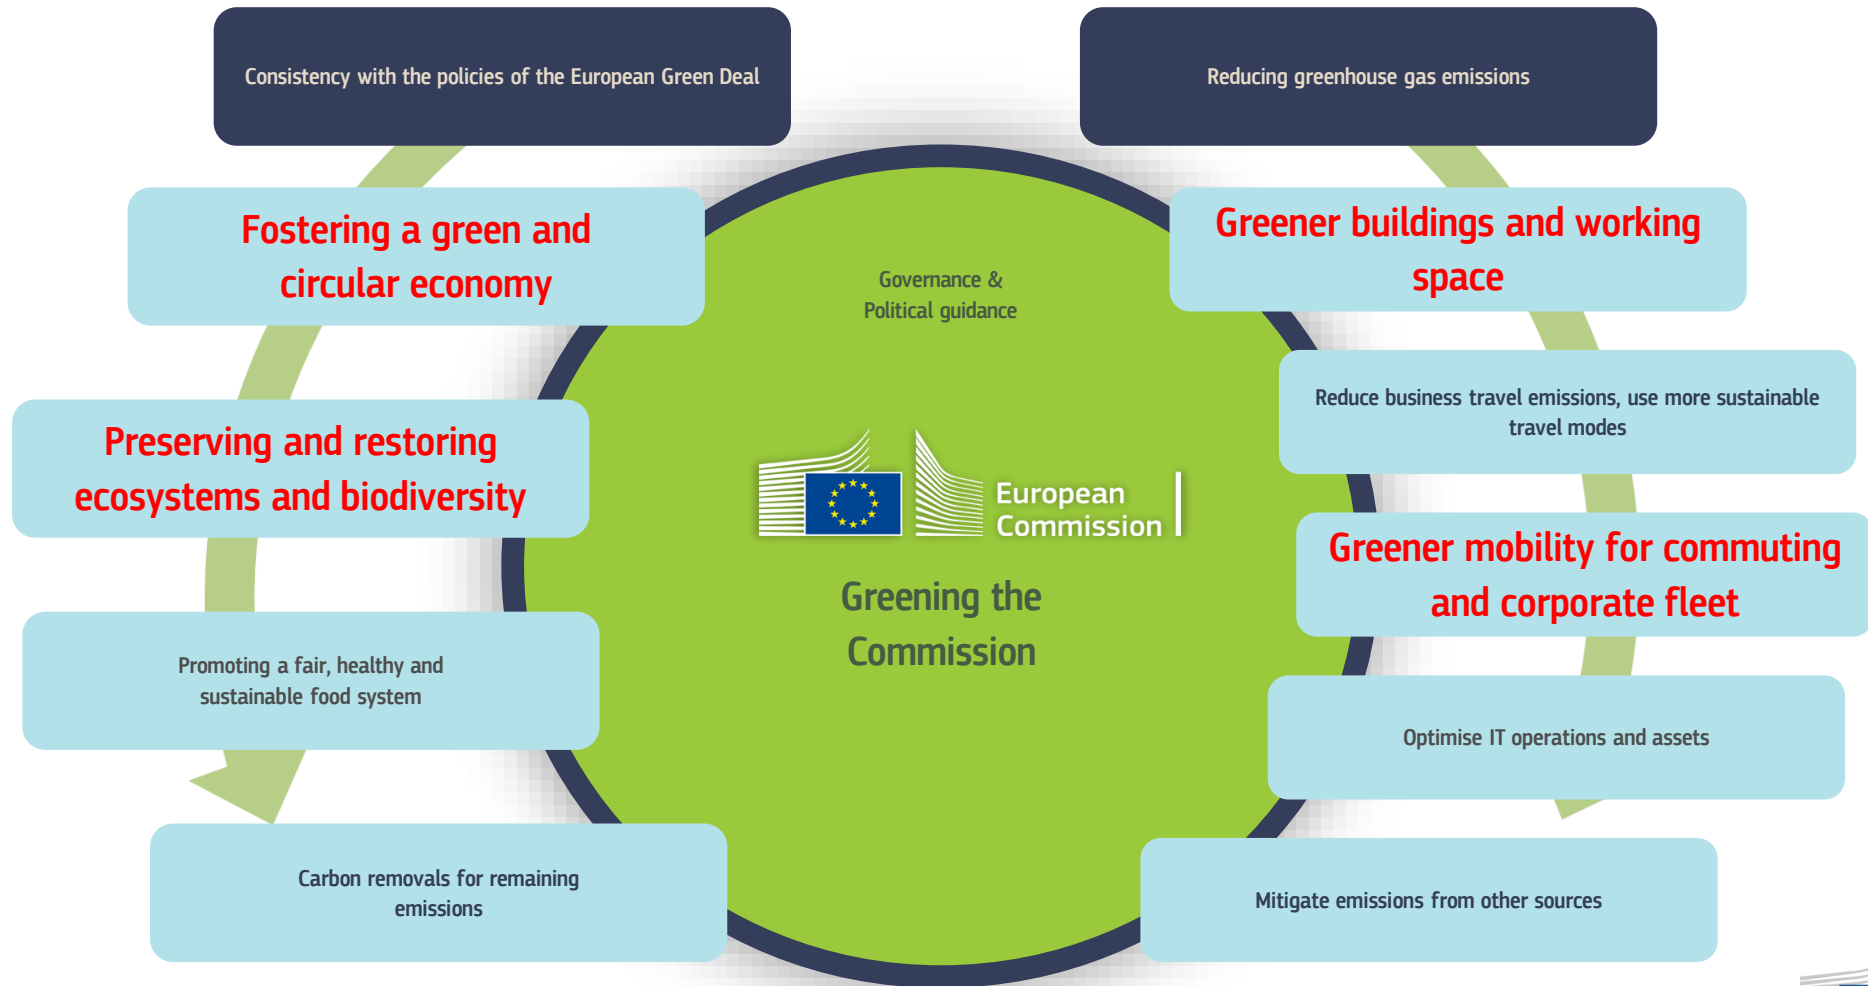 Consistency with the policies of the European Green Deal
Fostering a green and
circular economy
Preserving and restoring
ecosystems and biodiversity
Promoting a fair, healthy and
sustainable food system
Carbon removals for remaining
emissions
Governance &
Political guidance
European
Commission
Greening the
Commission
Reducing greenhouse gas emissions
Greener buildings and working
space
Reduce business travel emissions, use more sustainable
travel modes
Greener mobility for commuting
and corporate fleet
Optimise IT operations and assets
Mitigate emissions from other sources